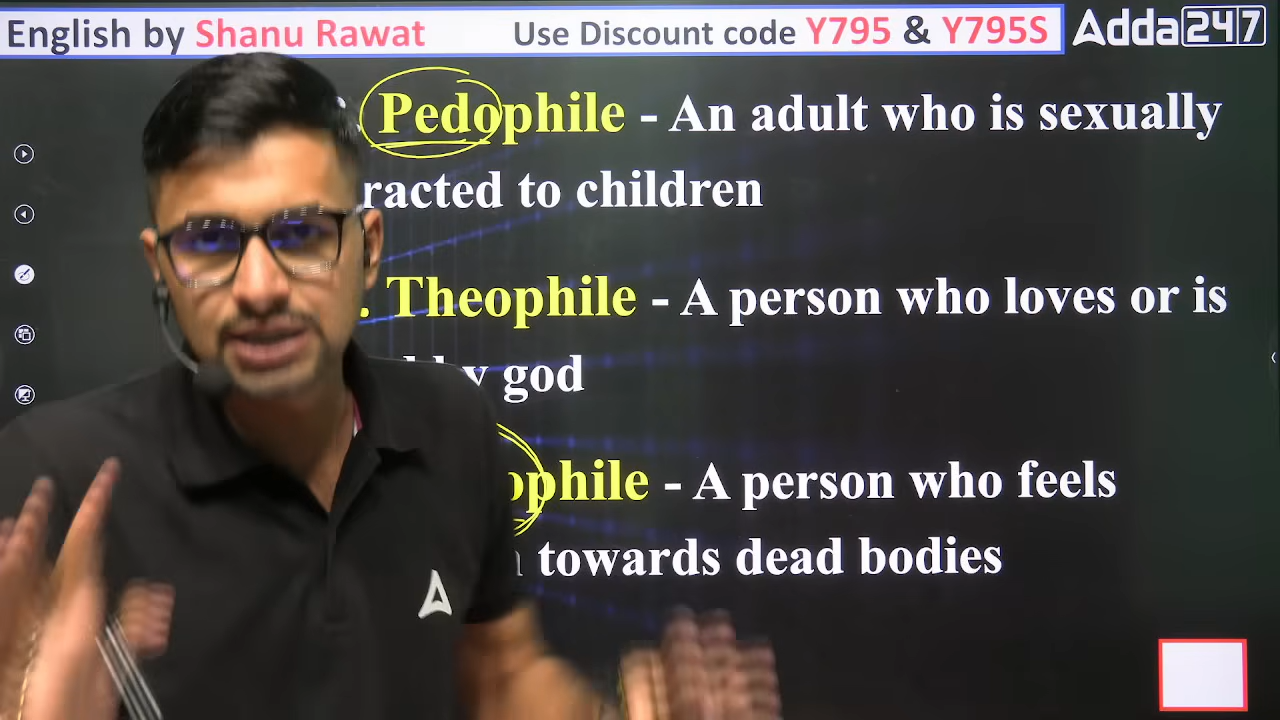 English by Shanu Rawat
Use Discount code Y795 & Y795S
Adda247
Pedophile - An adult who is sexually
racted to children
. Theophile - A person who loves or is
by god
ophile - A person who feels
towards dead bodies